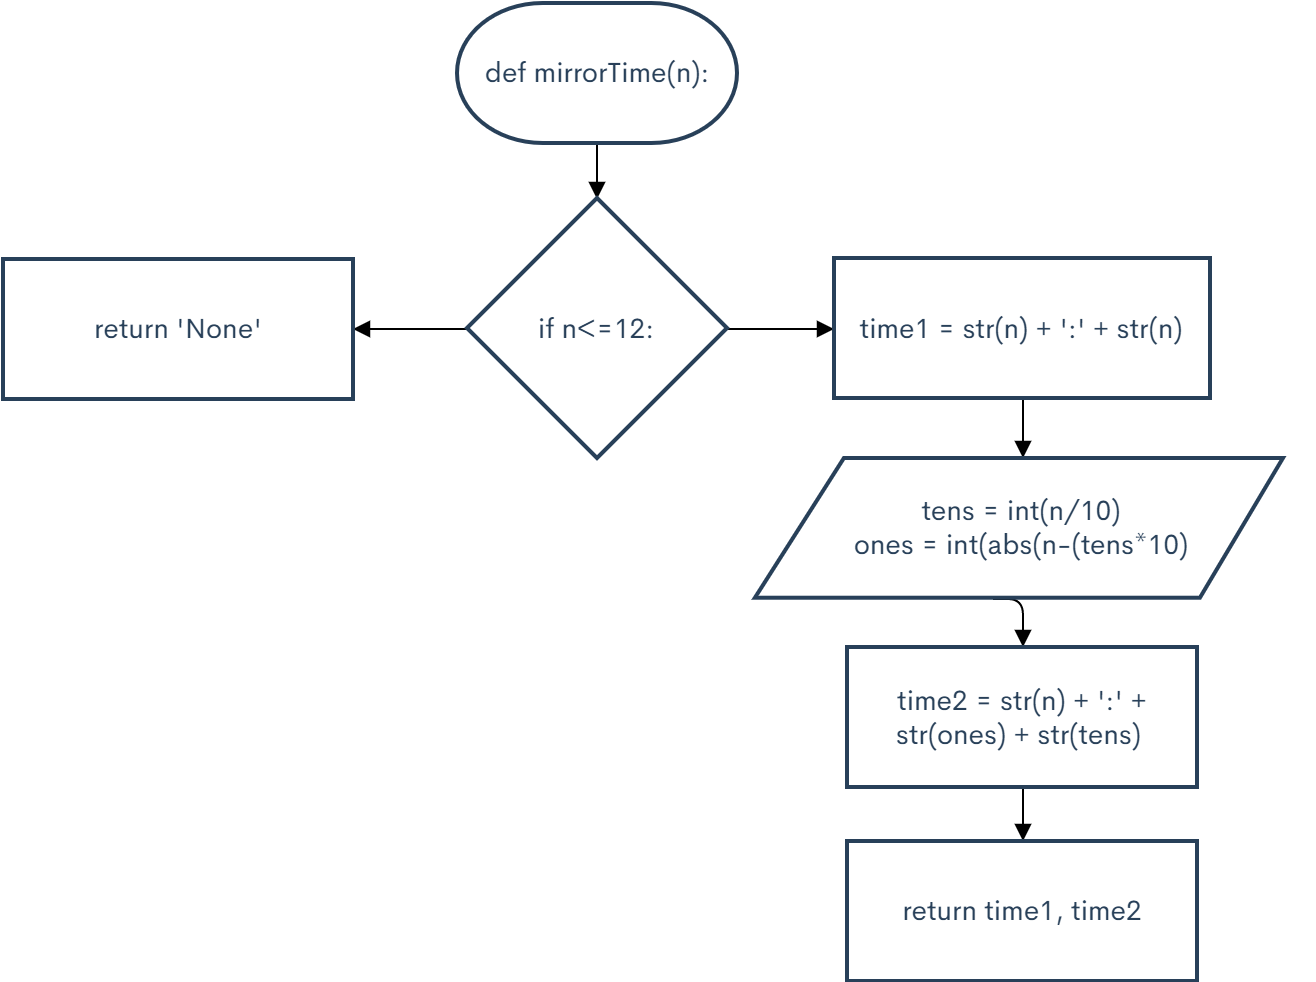 def mirrorTime(n):
return 'None'
if n<=12:
time1 = str(n) + ':' + str(n)
tens = int(n/10)
ones = int(abs(n-(tens*10)
time2 = str(n) + ':' +
str(ones) + str(tens)
return time1, time2